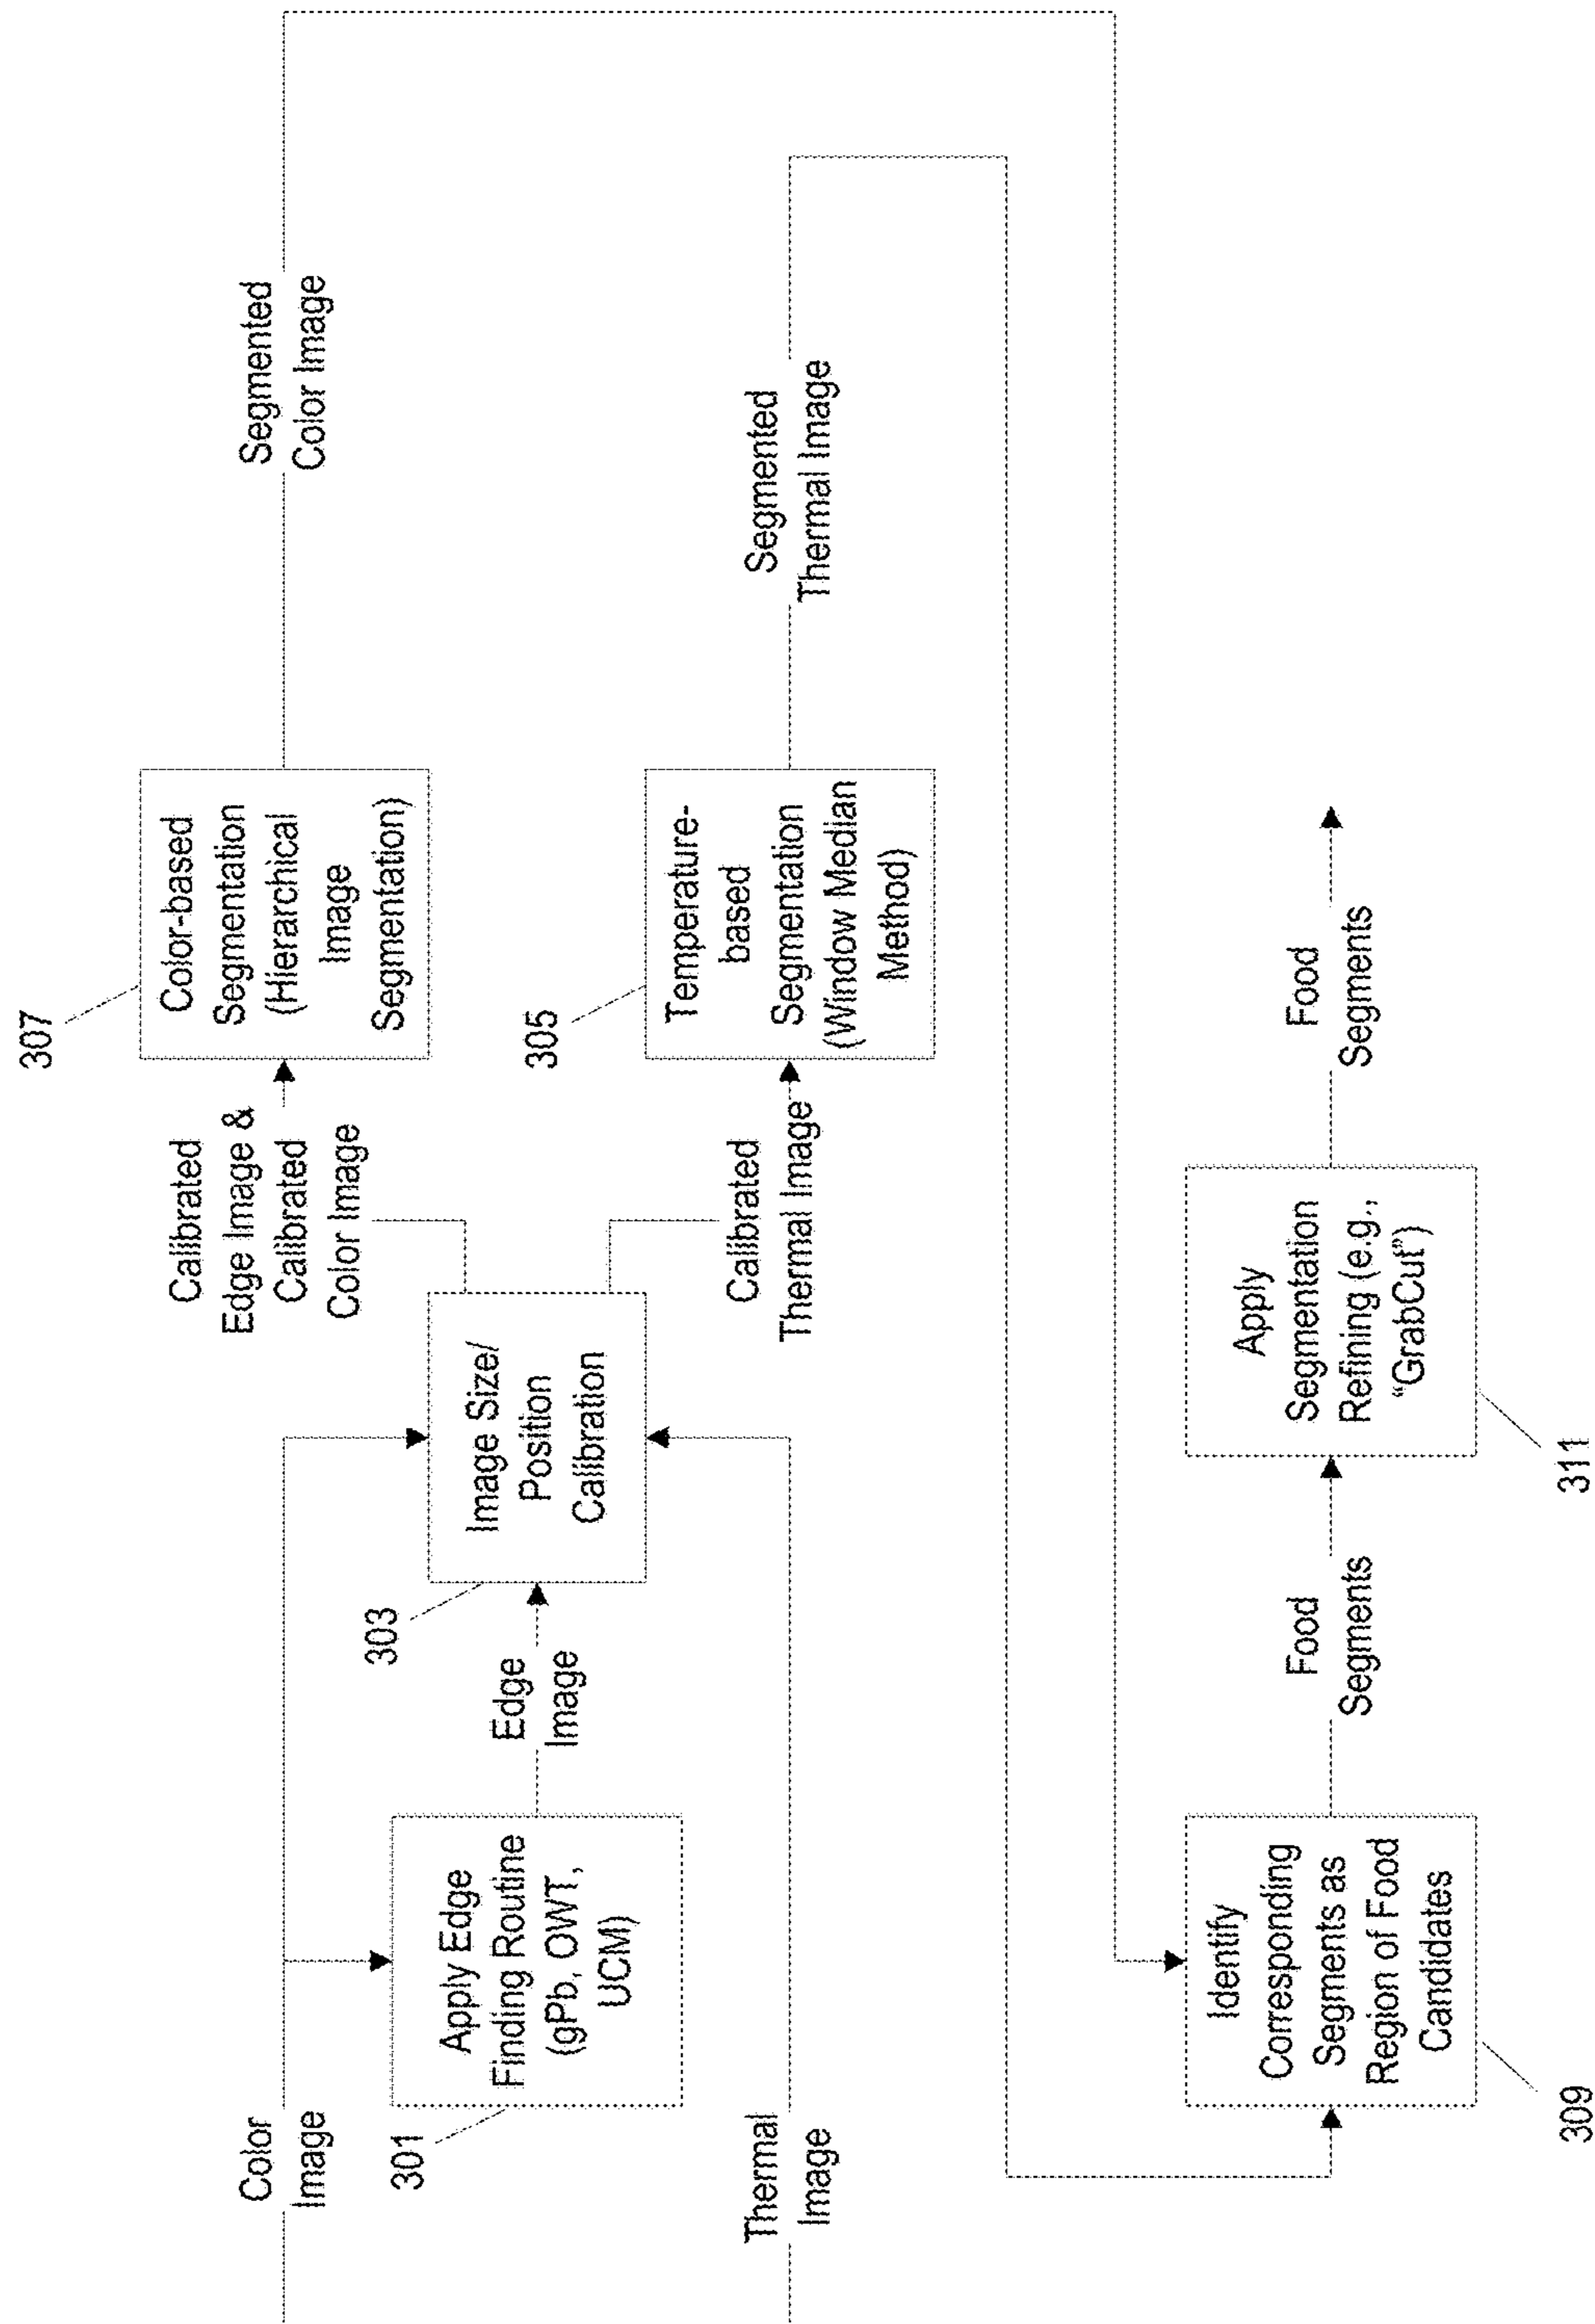 Color
Image
301
Apply Edge
Finding Routine
(gPb, OWT,
UCM)
Thermal
Image
Edge
Image
303
Image Size/
Position
Calibration
Calibrated
Edge Image &
Calibrated
Color Image
Calibrated
Thermal Image
307
Color-based
Segmentation
(Hierarchical
Image
Segmentation)
305
Temperature-
based
Segmentation
(Window Median
Method)
Segmented
Color Image
Segmented
Thermal Image
Identify
Corresponding
Segments as
Region of Food
Candidates
309
Food
Segments
Apply
Segmentation
Refining (e.g.,
“GrabCut”)
311
Food
Segments